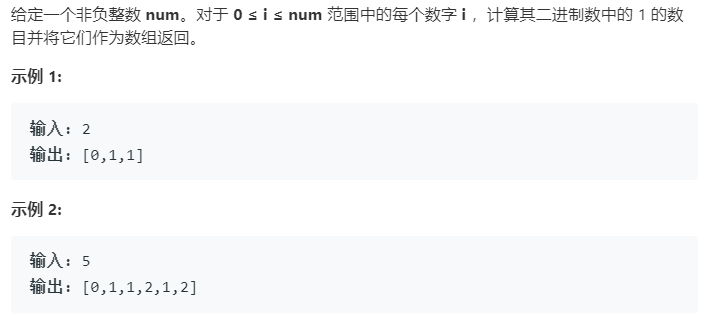 给定一个非负整数 num。对于 0 ≤ i ≤ num 范围中的每个数字 i ，计算其二进制数中的 1 的数
目并将它们作为数组返回。
示例 1:
输入: 2
输出: [0,1,1]
示例 2:
输入: 5
输出: [0,1,1,2,1,2]